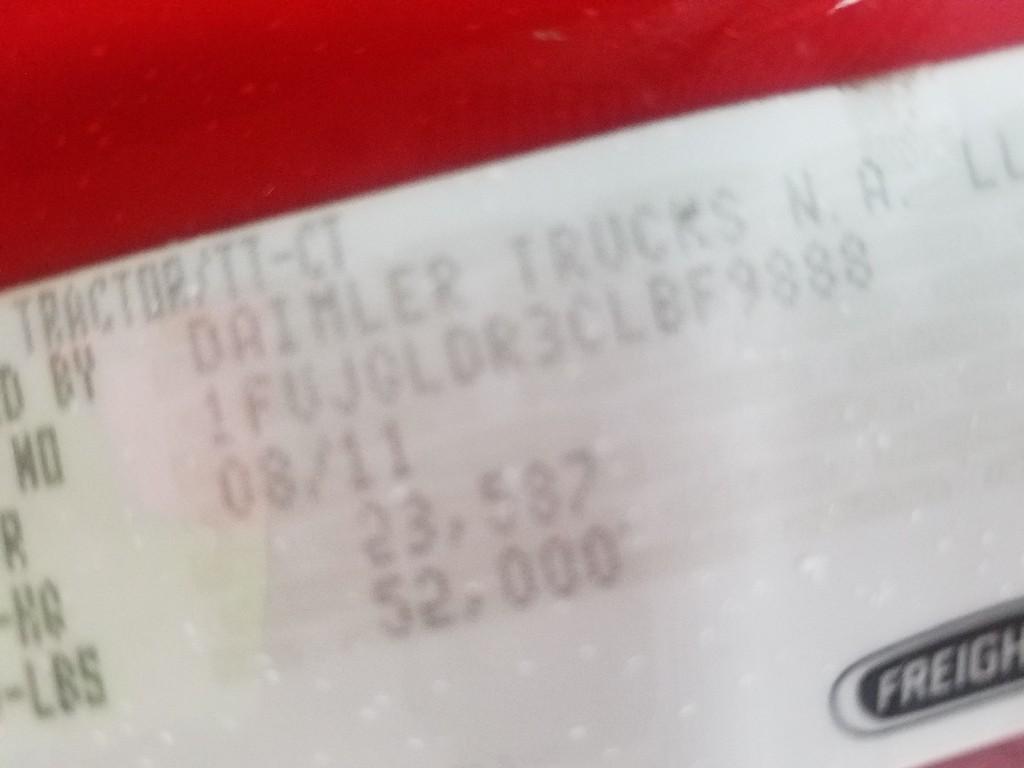 TRACTOR/TT-CT
D BY DAIMLER TRUCKS N.A. LL
1FUJGLDR3CLBF9888
MO 08/11
R
-KG 23,587
-LBS 52,000
FREIGH